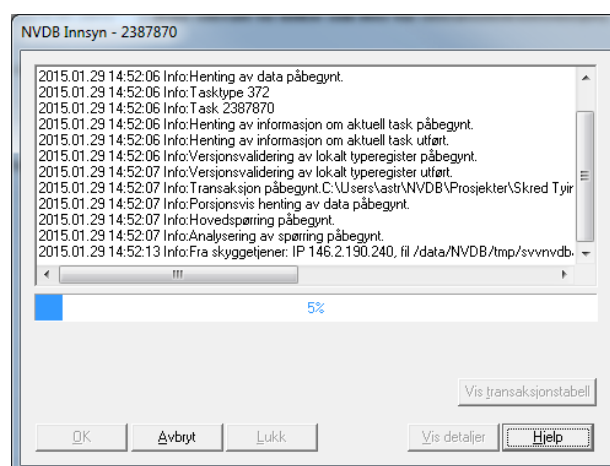 NVDB Innsyn - 2387870
2015.01.29 14:52:06 Info:Henting av data påbegynt.
2015.01.29 14:52:06 Info:Tasktype 372
2015.01.29 14:52:06 Info:Task 2387870
2015.01.29 14:52:06 Info:Henting av informasjon om aktuell task påbegynt.
2015.01.29 14:52:06 Info:Henting av informasjon om aktuell task utført.
2015.01.29 14:52:06 Info:Versjonsvalidering av lokalt typeregister påbegynt.
2015.01.29 14:52:07 Info:Versjonsvalidering av lokalt typeregister utført.
2015.01.29 14:52:07 Info:Transaksjon påbegynt.C:\Users\astr\NVDB\Prosjekter\Skred Tyir
2015.01.29 14:52:07 Info:Porsjonsvis henting av data påbegynt.
2015.01.29 14:52:07 Info:Hovedspørring påbegynt.
2015.01.29 14:52:07 Info:Analysering av spørring påbegynt.
2015.01.29 14:52:13 Info:Fra skyggetjener: IP 146.2.190.240, fil /data/NVDB/tmp/svvnvdb.
5%
Vis transaksjonstabell
OK Avbryt Lukk Vis detaljer Hjelp